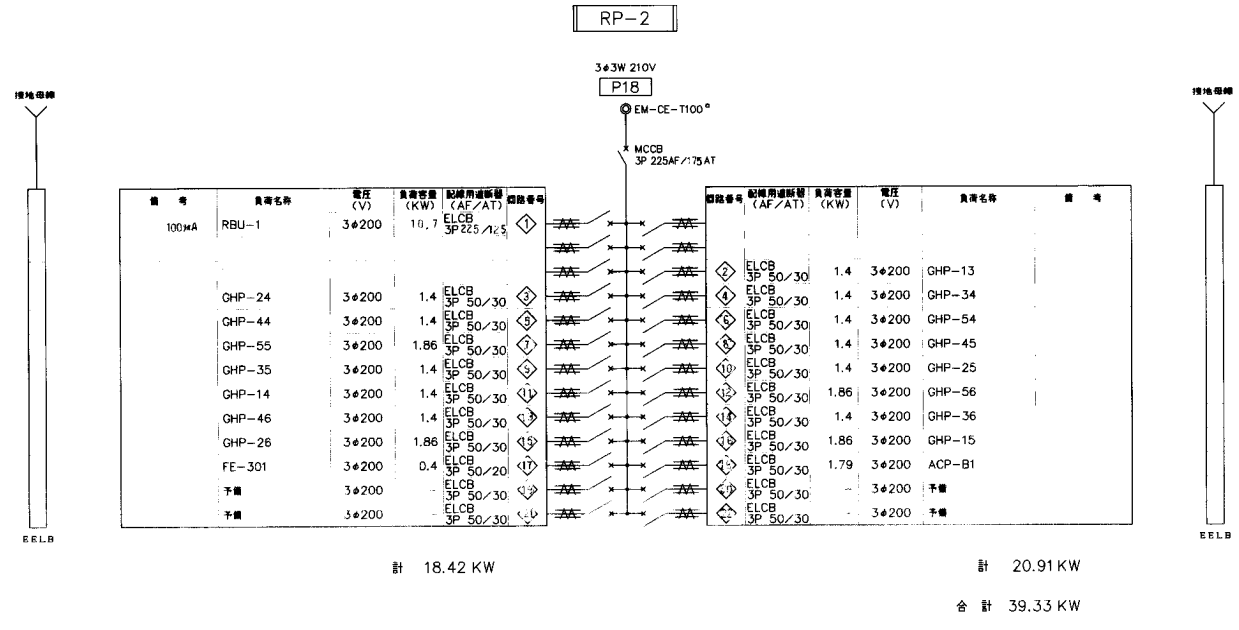 RP-2
3φ3W 210V
P18
EM-CE-T100°
MCCB
3P 225AF/175AT
接地母線
接地母線
備 考 負荷名称 電圧(V) 負荷容量(KW) 配線用遮断器(AF/AT) 回路番号
回路番号 配線用遮断器(AF/AT) 負荷容量(KW) 電圧(V) 負荷名称 備 考
RBU-1 3φ200 10.7 ELCB 3P 225/125 1
2 ELCB 3P 50/30 1.4 3φ200 GHP-13
GHP-24 3φ200 1.4 ELCB 3P 50/30 3
4 ELCB 3P 50/30 1.4 3φ200 GHP-34
GHP-44 3φ200 1.4 ELCB 3P 50/30 5
6 ELCB 3P 50/30 1.4 3φ200 GHP-54
GHP-55 3φ200 1.86 ELCB 3P 50/30 7
8 ELCB 3P 50/30 1.4 3φ200 GHP-45
GHP-35 3φ200 1.4 ELCB 3P 50/30 9
10 ELCB 3P 50/30 1.4 3φ200 GHP-25
GHP-14 3φ200 1.4 ELCB 3P 50/30 11
12 ELCB 3P 50/30 1.86 3φ200 GHP-56
GHP-46 3φ200 1.4 ELCB 3P 50/30 13
14 ELCB 3P 50/30 1.4 3φ200 GHP-36
GHP-26 3φ200 1.86 ELCB 3P 50/30 15
16 ELCB 3P 50/30 1.86 3φ200 GHP-15
FE-301 3φ200 0.4 ELCB 3P 50/20 17
ELCB 3P 50/30 1.79 3φ200 ACP-B1
予備 3φ200 - ELCB 3P 50/30 19
20 ELCB 3P 50/30 - 3φ200 予備
予備 3φ200 - ELCB 3P 50/30
22 ELCB 3P 50/30 - 3φ200 予備
EELB
EELB
計 18.42 KW
計 20.91 KW
合 計 39.33 KW